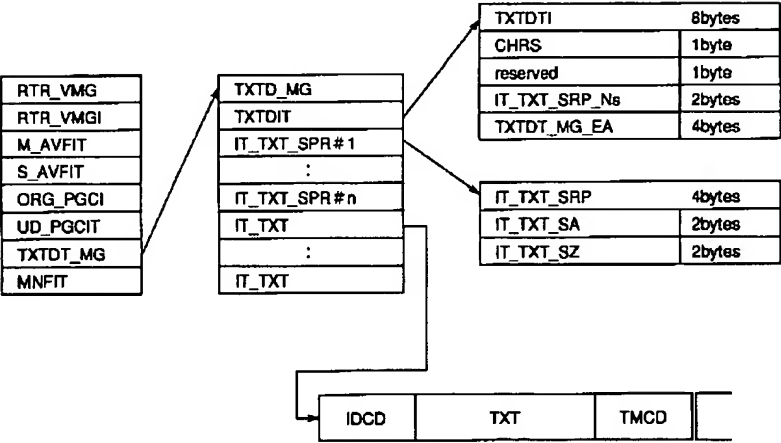 RTR_VMG
RTR_VMGI
M_AVFIT
S_AVFIT
ORG_PGCI
UD_PGCIT
TXTDT_MG
MNFIT
TXTD_MG
TXTDIT
IT_TXT_SPR#1
:
IT_TXT_SPR#n
IT_TXT
:
IT_TXT
TXTDTI 8bytes
CHRS 1byte
reserved 1byte
IT_TXT_SRP_Ns 2bytes
TXTDT_MG_EA 4bytes
IT_TXT_SRP 4bytes
IT_TXT_SA 2bytes
IT_TXT_SZ 2bytes
IDCD TXT TMCD